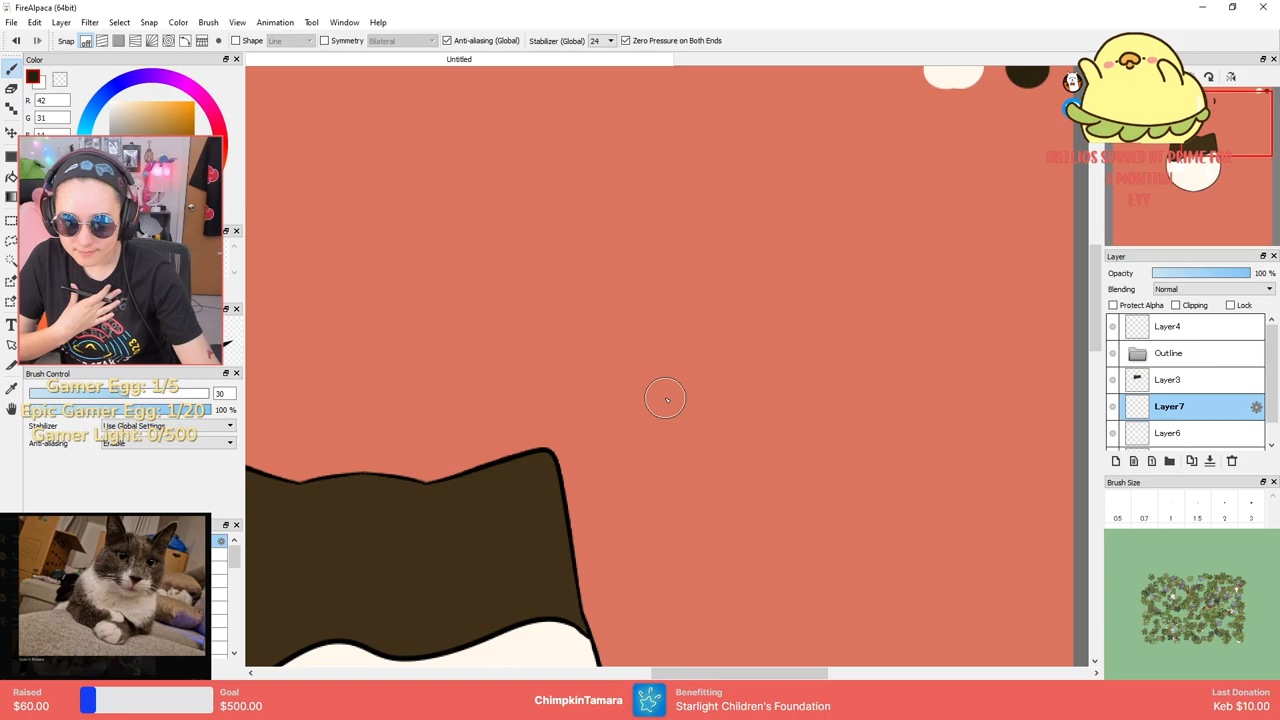 FireAlpaca (64bit)
File Edit Layer Filter Select Snap Color Brush View Animation Tool Window Help
Snap off Shape Line Symmetry Bilateral Anti-aliasing (Global) Stabilizer (Global) 24 Zero Pressure on Both Ends
Untitled
Color
R 42
G 31
Brush Control
30
100 %
Stabilizer Use Global Settings
Anti-aliasing Enable
Gamer Egg: 1/5
Epic Gamer Egg: 1/20
Gamer Light: 0/500
EYY
Layer
Opacity 100 %
Blending Normal
Protect Alpha Clipping Lock
Layer4
Outline
Layer3
Layer7
Layer6
Brush Size
0.5 0.7 1 1.5 2 3
Raised
$60.00
Goal
$500.00
ChimpkinTamara
Benefitting
Starlight Children's Foundation
Last Donation
Keb $10.00